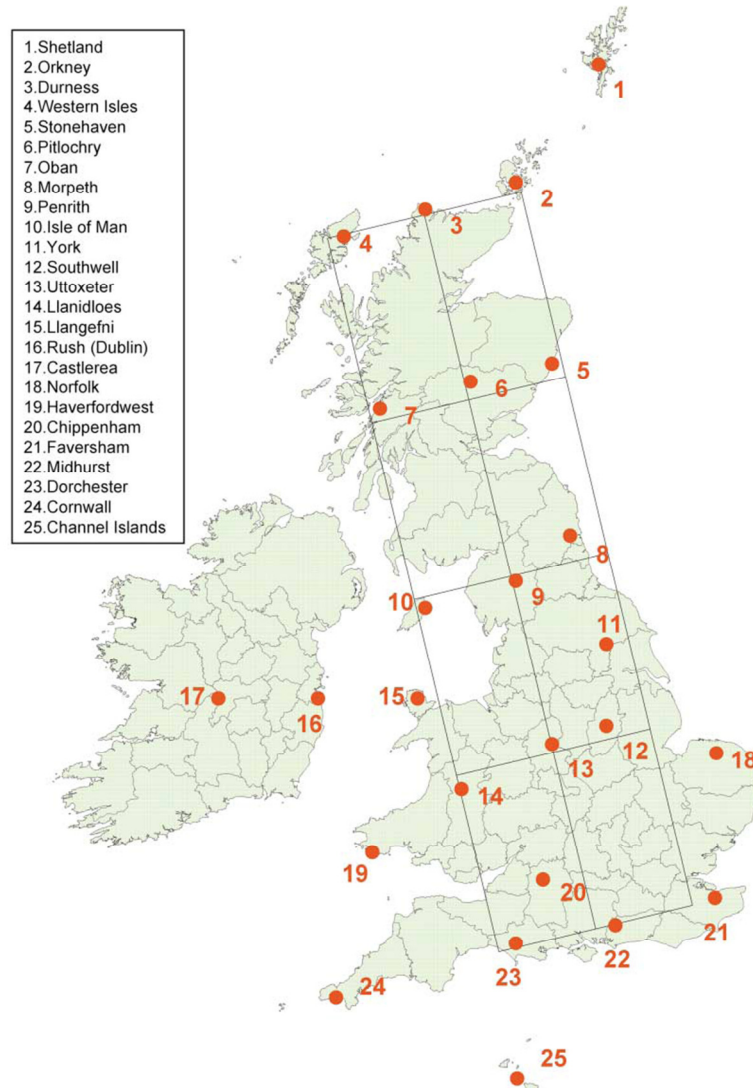 1.Shetland
2.Orkney
3.Durness
4.Western Isles
5.Stonehaven
6.Pitlochry
7.Oban
8.Morpeth
9.Penrith
10.Isle of Man
11.York
12.Southwell
13.Uttoxeter
14.Llanidloes
15.Llangefni
16.Rush (Dublin)
17.Castlerea
18.Norfolk
19.Haverfordwest
20.Chippenham
21.Faversham
22.Midhurst
23.Dorchester
24.Cornwall
25.Channel Islands
1
2
3
4
5
6
7
8
9
10
11
15
17
16
12
13
18
14
19
20
21
22
23
24
25